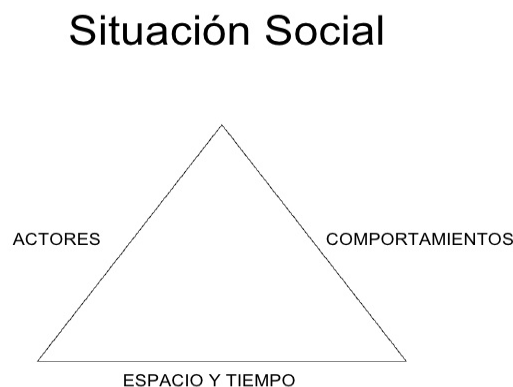 Situación Social
ACTORES
COMPORTAMIENTOS
ESPACIO Y TIEMPO